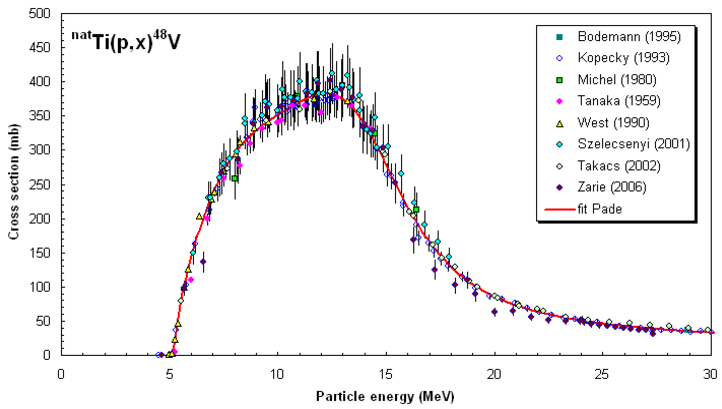 natTi(p,x)48V
500
450
400
350
300
250
200
150
100
50
0
Cross section (mb)
0
5
10
15
20
25
30
Particle energy (MeV)
Bodemann (1995)
Kopecky (1993)
Michel (1980)
Tanaka (1959)
West (1990)
Szelecsenyi (2001)
Takacs (2002)
Zarie (2006)
fit Pade